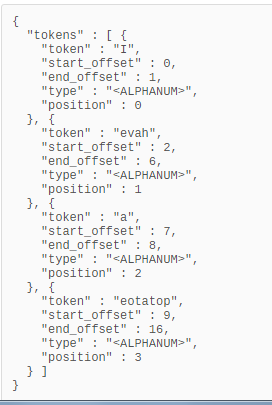 {
"tokens" : [ {
"token" : "I",
"start_offset" : 0,
"end_offset" : 1,
"type" : "<ALPHANUM>",
"position" : 0
}, {
"token" : "evah",
"start_offset" : 2,
"end_offset" : 6,
"type" : "<ALPHANUM>",
"position" : 1
}, {
"token" : "a",
"start_offset" : 7,
"end_offset" : 8,
"type" : "<ALPHANUM>",
"position" : 2
}, {
"token" : "eotatop",
"start_offset" : 9,
"end_offset" : 16,
"type" : "<ALPHANUM>",
"position" : 3
} ]
}